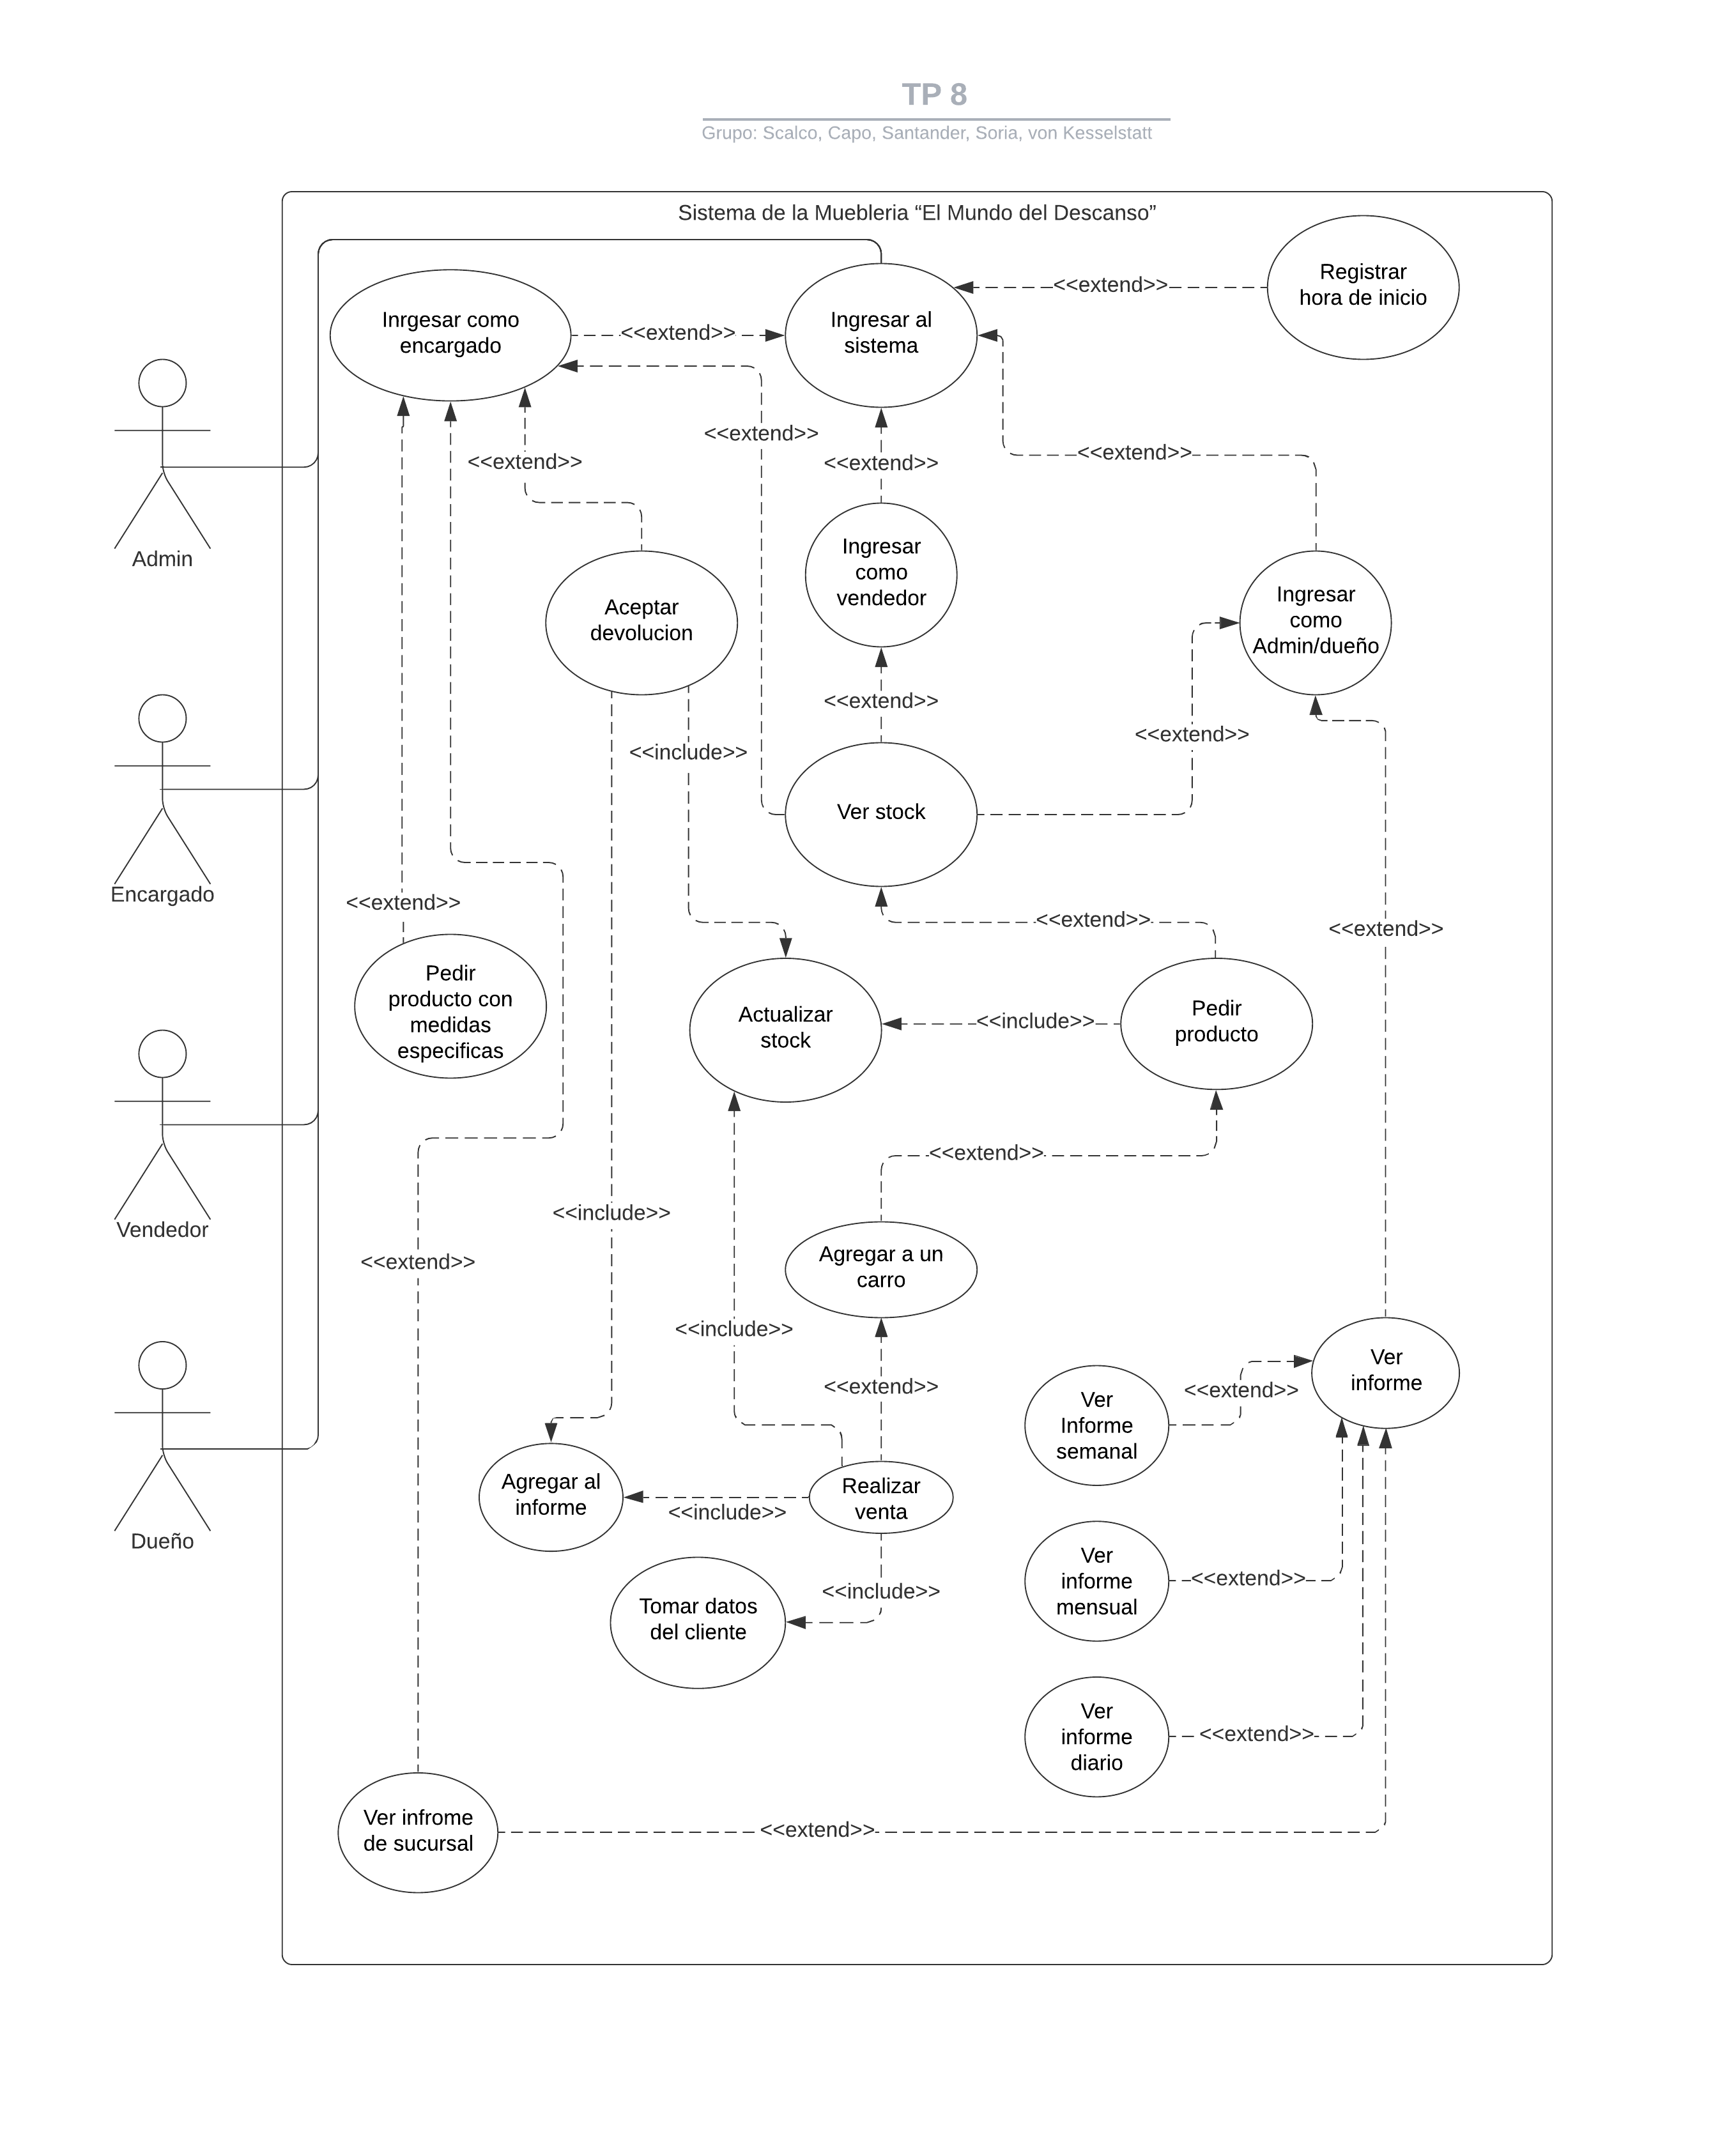 TP 8
Grupo: Scalco, Capo, Santander, Soria, von Kesselstatt
Sistema de la Muebleria “El Mundo del Descanso”
Registrar
hora de inicio
<<extend>>
Inrgesar como
encargado
<<extend>>
Ingresar al
sistema
<<extend>>
<<extend>>
<<extend>>
<<extend>>
Admin
Ingresar
como
vendedor
Aceptar
devolucion
Ingresar
como
Admin/dueño
<<extend>>
<<include>>
<<extend>>
Ver stock
Encargado
<<extend>>
<<extend>>
<<extend>>
Pedir
producto con
medidas
especificas
Actualizar
stock
<<include>>
Pedir
producto
<<extend>>
Vendedor
<<include>>
<<extend>>
Agregar a un
carro
<<include>>
<<extend>>
Ver
informe
<<extend>>
Ver
Informe
semanal
Agregar al
informe
<<include>>
Realizar
venta
Dueño
<<include>>
Tomar datos
del cliente
Ver
informe
mensual
<<extend>>
Ver
informe
diario
<<extend>>
Ver infrome
de sucursal
<<extend>>